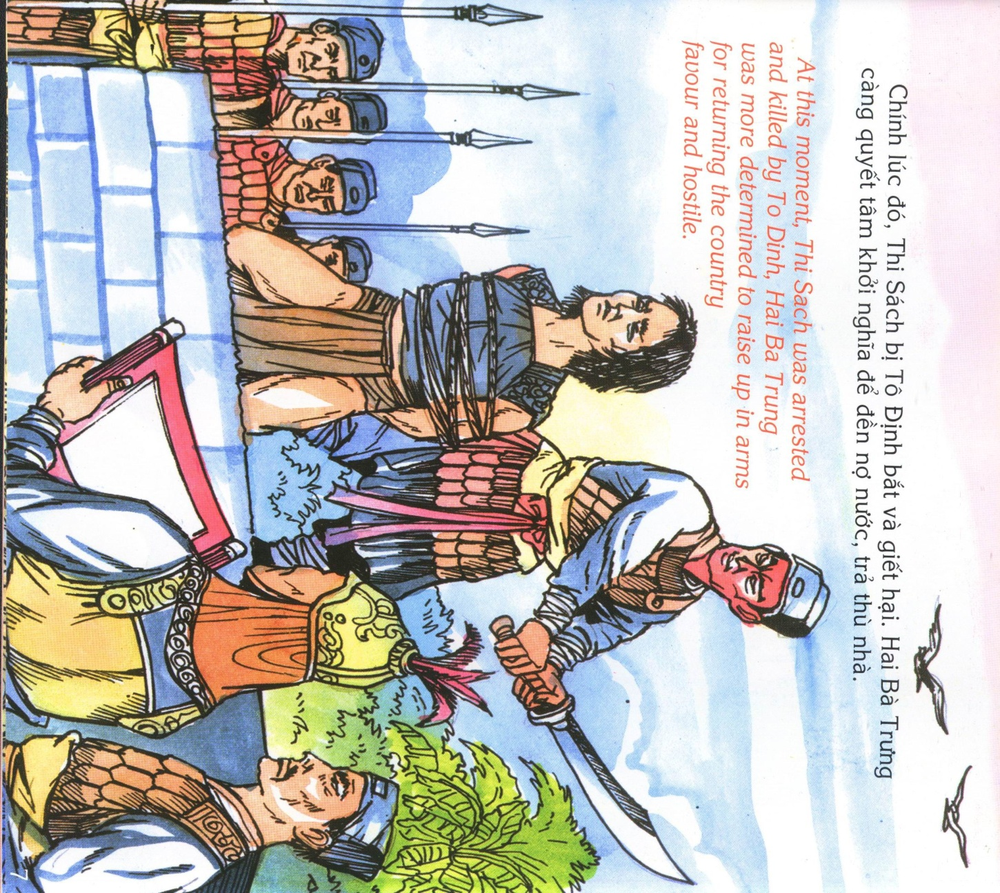 Chính lúc đó, Thi Sách bị Tô Định bắt và giết hại. Hai Bà Trưng
càng quyết tâm khởi nghĩa để đền nợ nước, trả thù nhà.
At this moment, Thi Sach was arrested
and killed by To Dinh, Hai Ba Trung
was more determined to raise up in arms
for returning the country
favour and hostile.
7